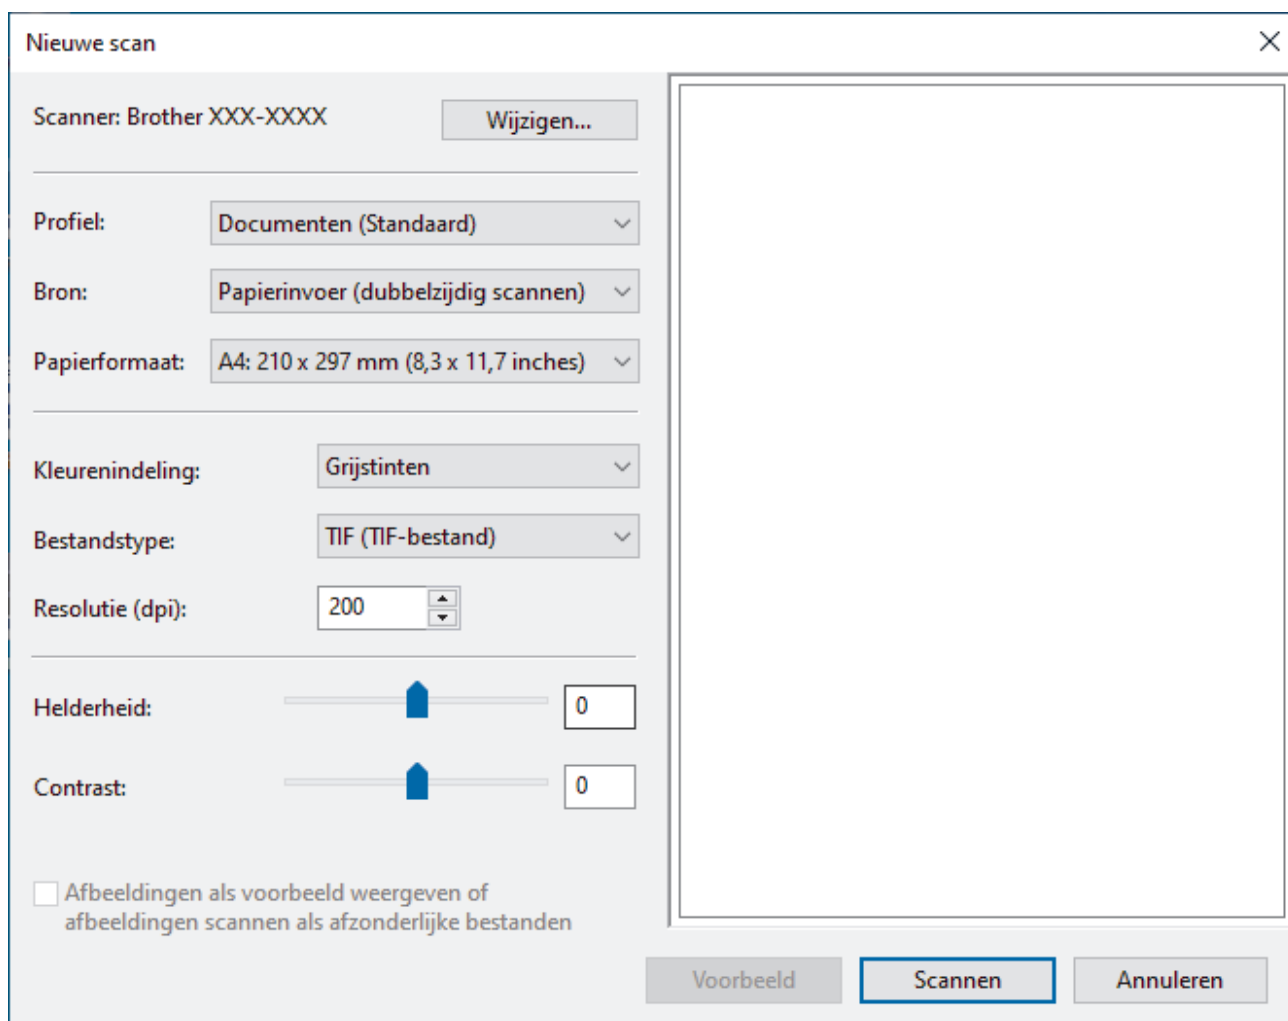 Nieuwe scan
Scanner: Brother XXX-XXXX
Wijzigen...
Profiel:
Documenten (Standaard)
Bron:
Papierinvoer (dubbelzijdig scannen)
Papierformaat:
A4: 210 x 297 mm (8,3 x 11,7 inches)
Kleurenindeling:
Grijstinten
Bestandstype:
TIF (TIF-bestand)
Resolutie (dpi):
200
Helderheid:
0
Contrast:
0
Afbeeldingen als voorbeeld weergeven of
afbeeldingen scannen als afzonderlijke bestanden
Voorbeeld
Scannen
Annuleren